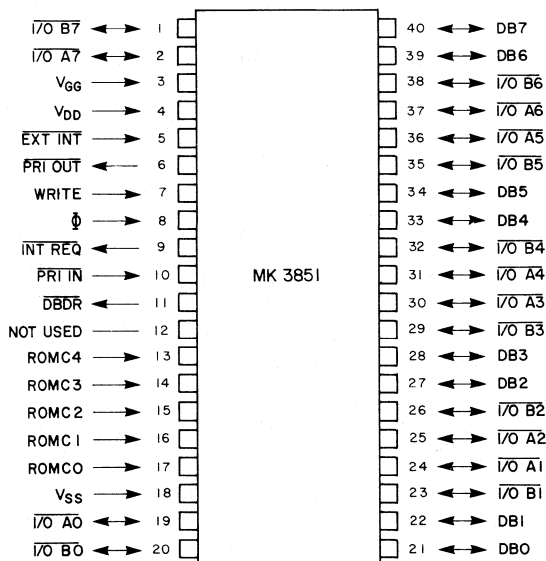 I/O B7 1 40 DB7
I/O A7 2 39 DB6
VGG 3 38 I/O B6
VDD 4 37 I/O A6
EXT INT 5 36 I/O A5
PRI OUT 6 35 I/O B5
WRITE 7 34 DB5
Φ 8 33 DB4
INT REQ 9 32 I/O B4
PRI IN 10 MK 3851 31 I/O A4
DBDR 11 30 I/O A3
NOT USED 12 29 I/O B3
ROMC4 13 28 DB3
ROMC3 14 27 DB2
ROMC2 15 26 I/O B2
ROMC1 16 25 I/O A2
ROMC0 17 24 I/O A1
VSS 18 23 I/O B1
I/O A0 19 22 DB1
I/O B0 20 21 DB0